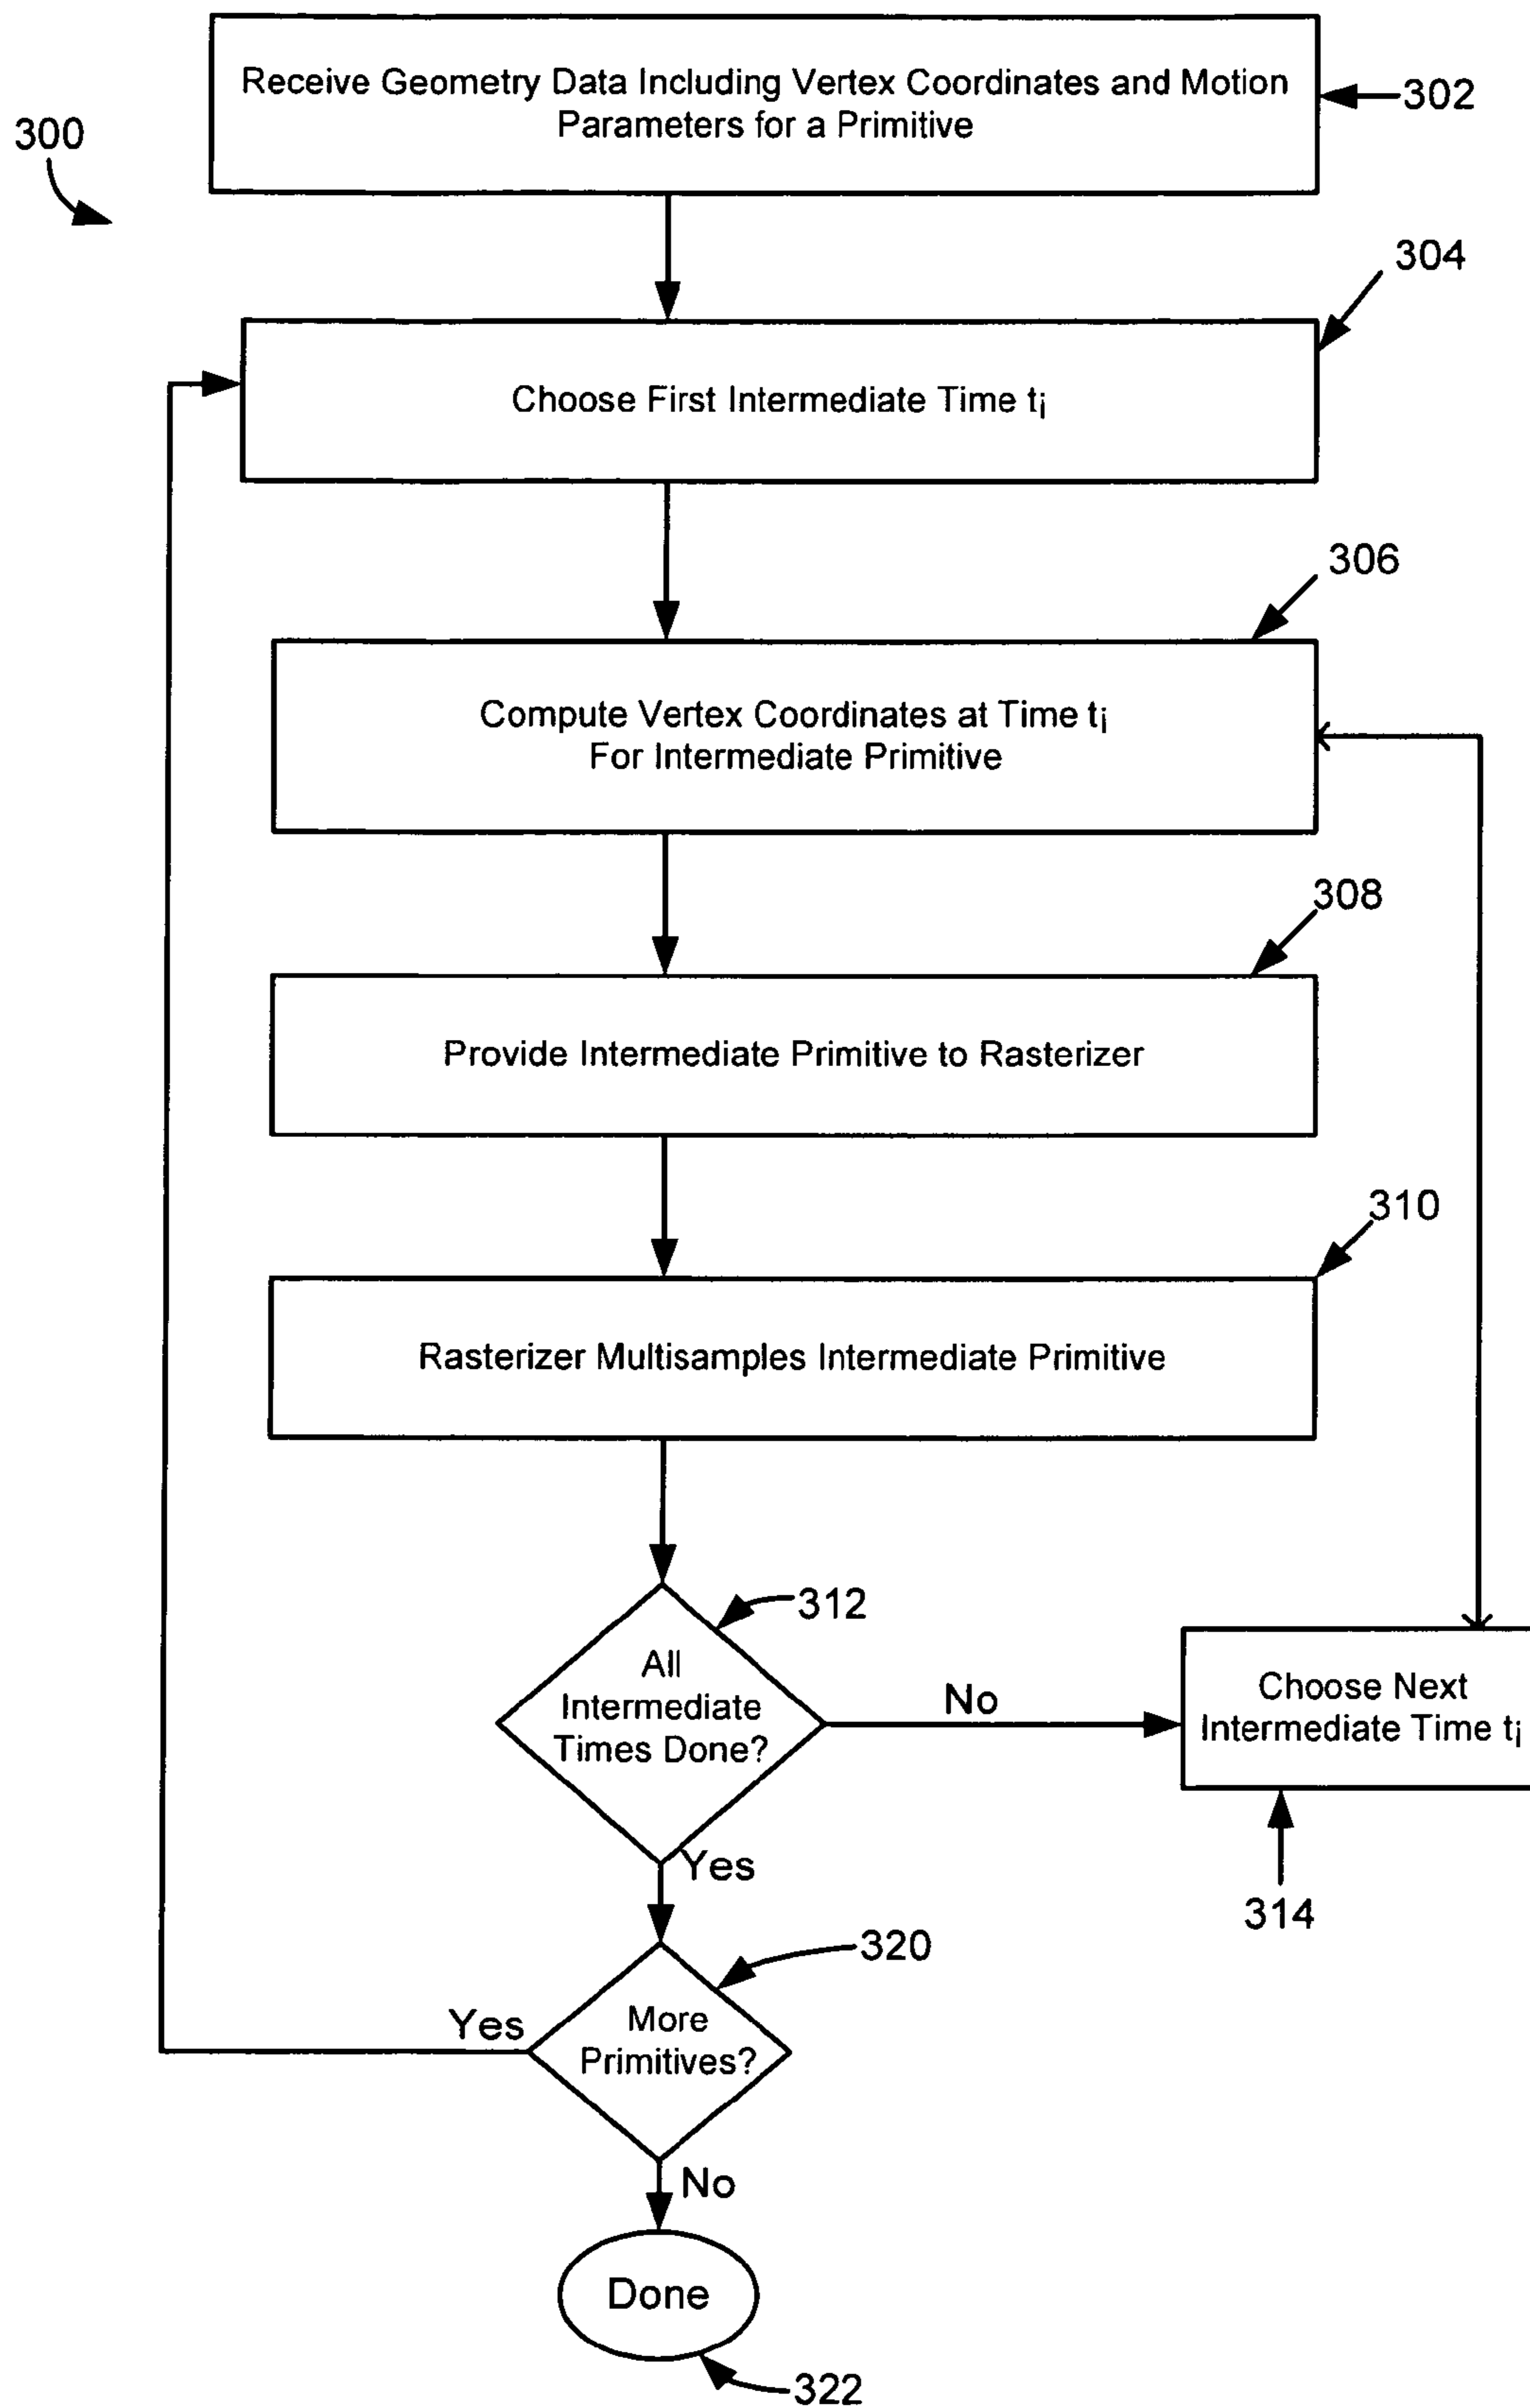 Receive Geometry Data Including Vertex Coordinates and Motion
Parameters for a Primitive
302
300
304
Choose First Intermediate Time ti
306
Compute Vertex Coordinates at Time ti
For Intermediate Primitive
308
Provide Intermediate Primitive to Rasterizer
310
Rasterizer Multisamples Intermediate Primitive
312
All
Intermediate
Times Done?
No
Choose Next
Intermediate Time ti
314
Yes
320
More
Primitives?
Yes
No
Done
322